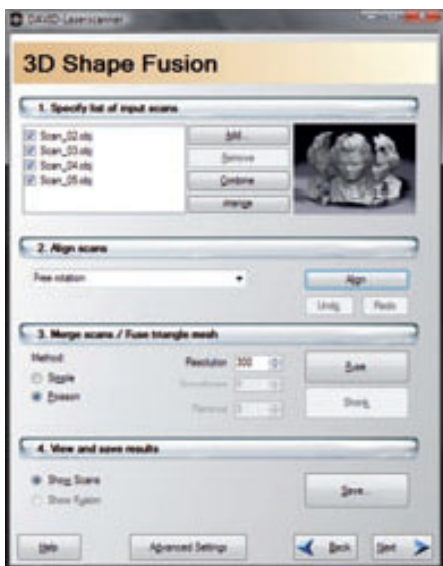 DAVID-Laserscanner
3D Shape Fusion
1. Specify list of input scans
Scan_02.obj
Scan_03.obj
Scan_04.obj
Scan_05.obj
Add...
Remove
Combine
2. Align scans
Free rotation
Align
Undo
Redo
3. Merge scans / Fuse triangle mesh
Method:
Simple
Poisson
Resolution 300
Fuse
4. View and save results
Show Scans
Show Fusion
Save...
Help
Advanced Settings
Back
Next